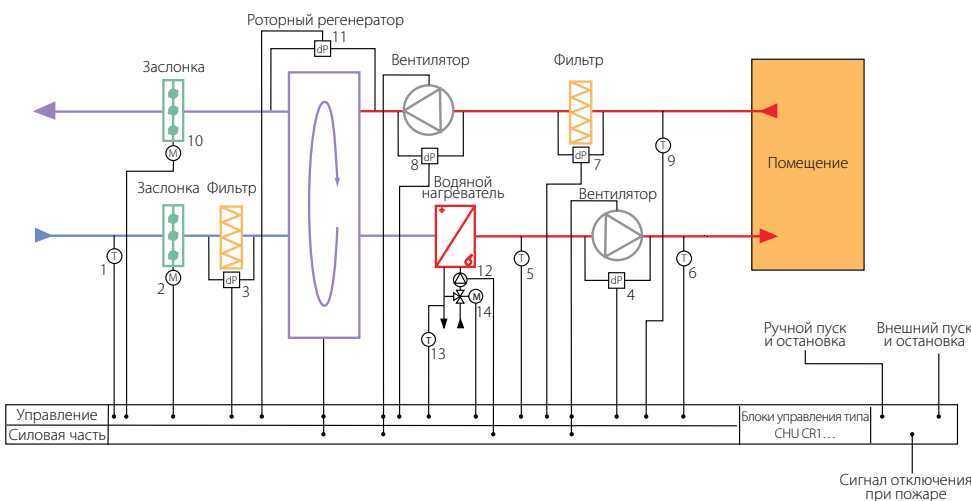 Роторный регенератор
11
dP
Вентилятор
Фильтр
Заслонка
10
M
8
dP
7
dP
T
9
Помещение
Заслонка
Фильтр
Водяной
нагреватель
Вентилятор
T
1
M
2
dP
3
12
T
5
dP
4
T
6
M
14
T
13
Ручной пуск
и остановка
Внешний пуск
и остановка
Управление
Силовая часть
Блоки управления типа
CHU CR1...
Сигнал отключения
при пожаре